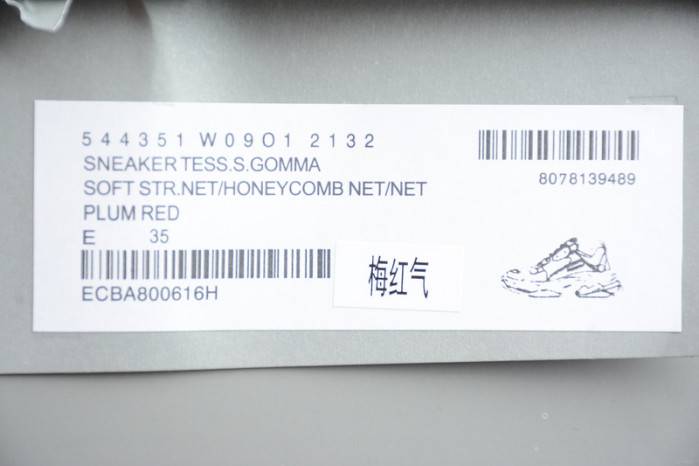 544351 W09O1 2132
SNEAKER TESS.S.GOMMA
SOFT STR.NET/HONEYCOMB NET/NET
PLUM RED
E 35
ECBA800616H
8078139489
梅红气